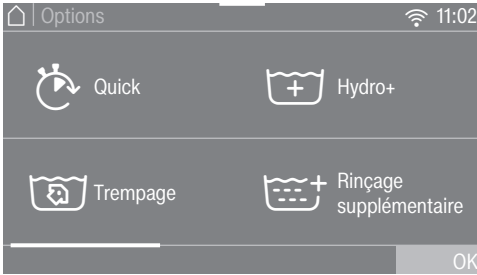 Options
11:02
Quick
Hydro+
Trempage
Rinçage
supplémentaire
OK